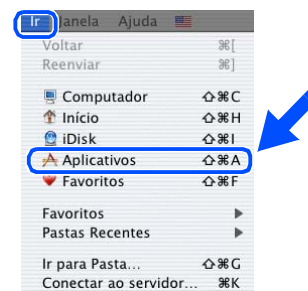 Ir Janela Ajuda
Voltar ⌘[
Reenviar ⌘]
Computador ⇧⌘C
Início ⇧⌘H
iDisk ⇧⌘I
Aplicativos ⇧⌘A
Favoritos ⇧⌘F
Favoritos ▶
Pastas Recentes ▶
Ir para Pasta... ⇧⌘G
Conectar ao servidor... ⌘K